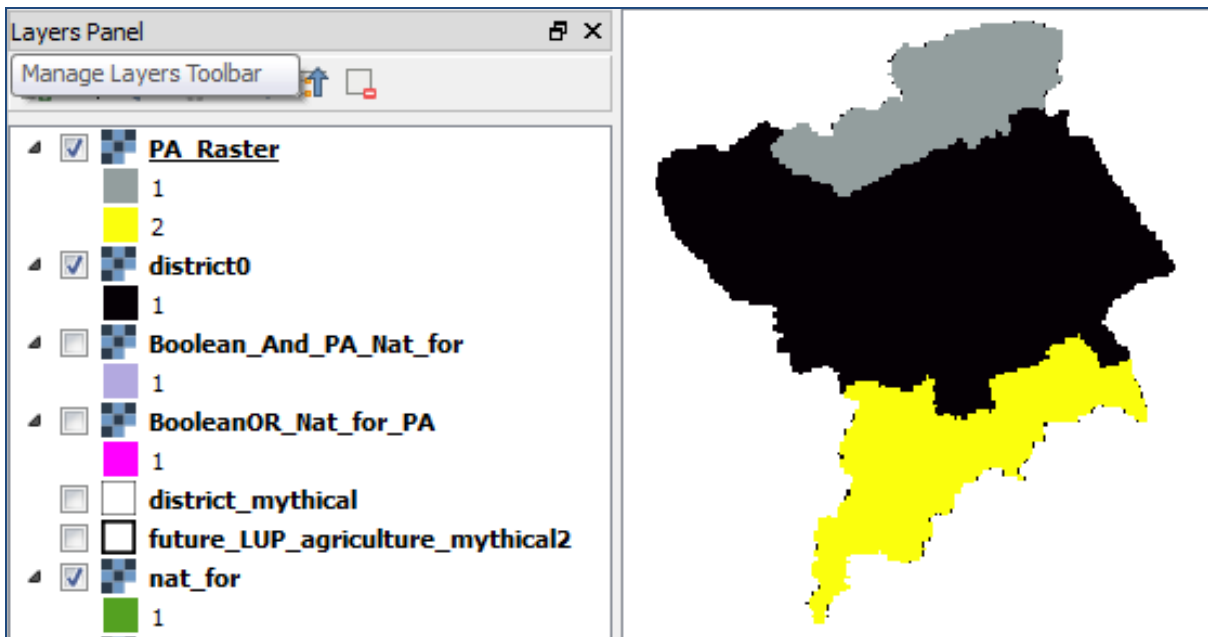 Layers Panel
Manage Layers Toolbar
PA_Raster
1
2
district0
1
Boolean_And_PA_Nat_for
1
BooleanOR_Nat_for_PA
1
district_mythical
future_LUP_agriculture_mythical2
nat_for
1